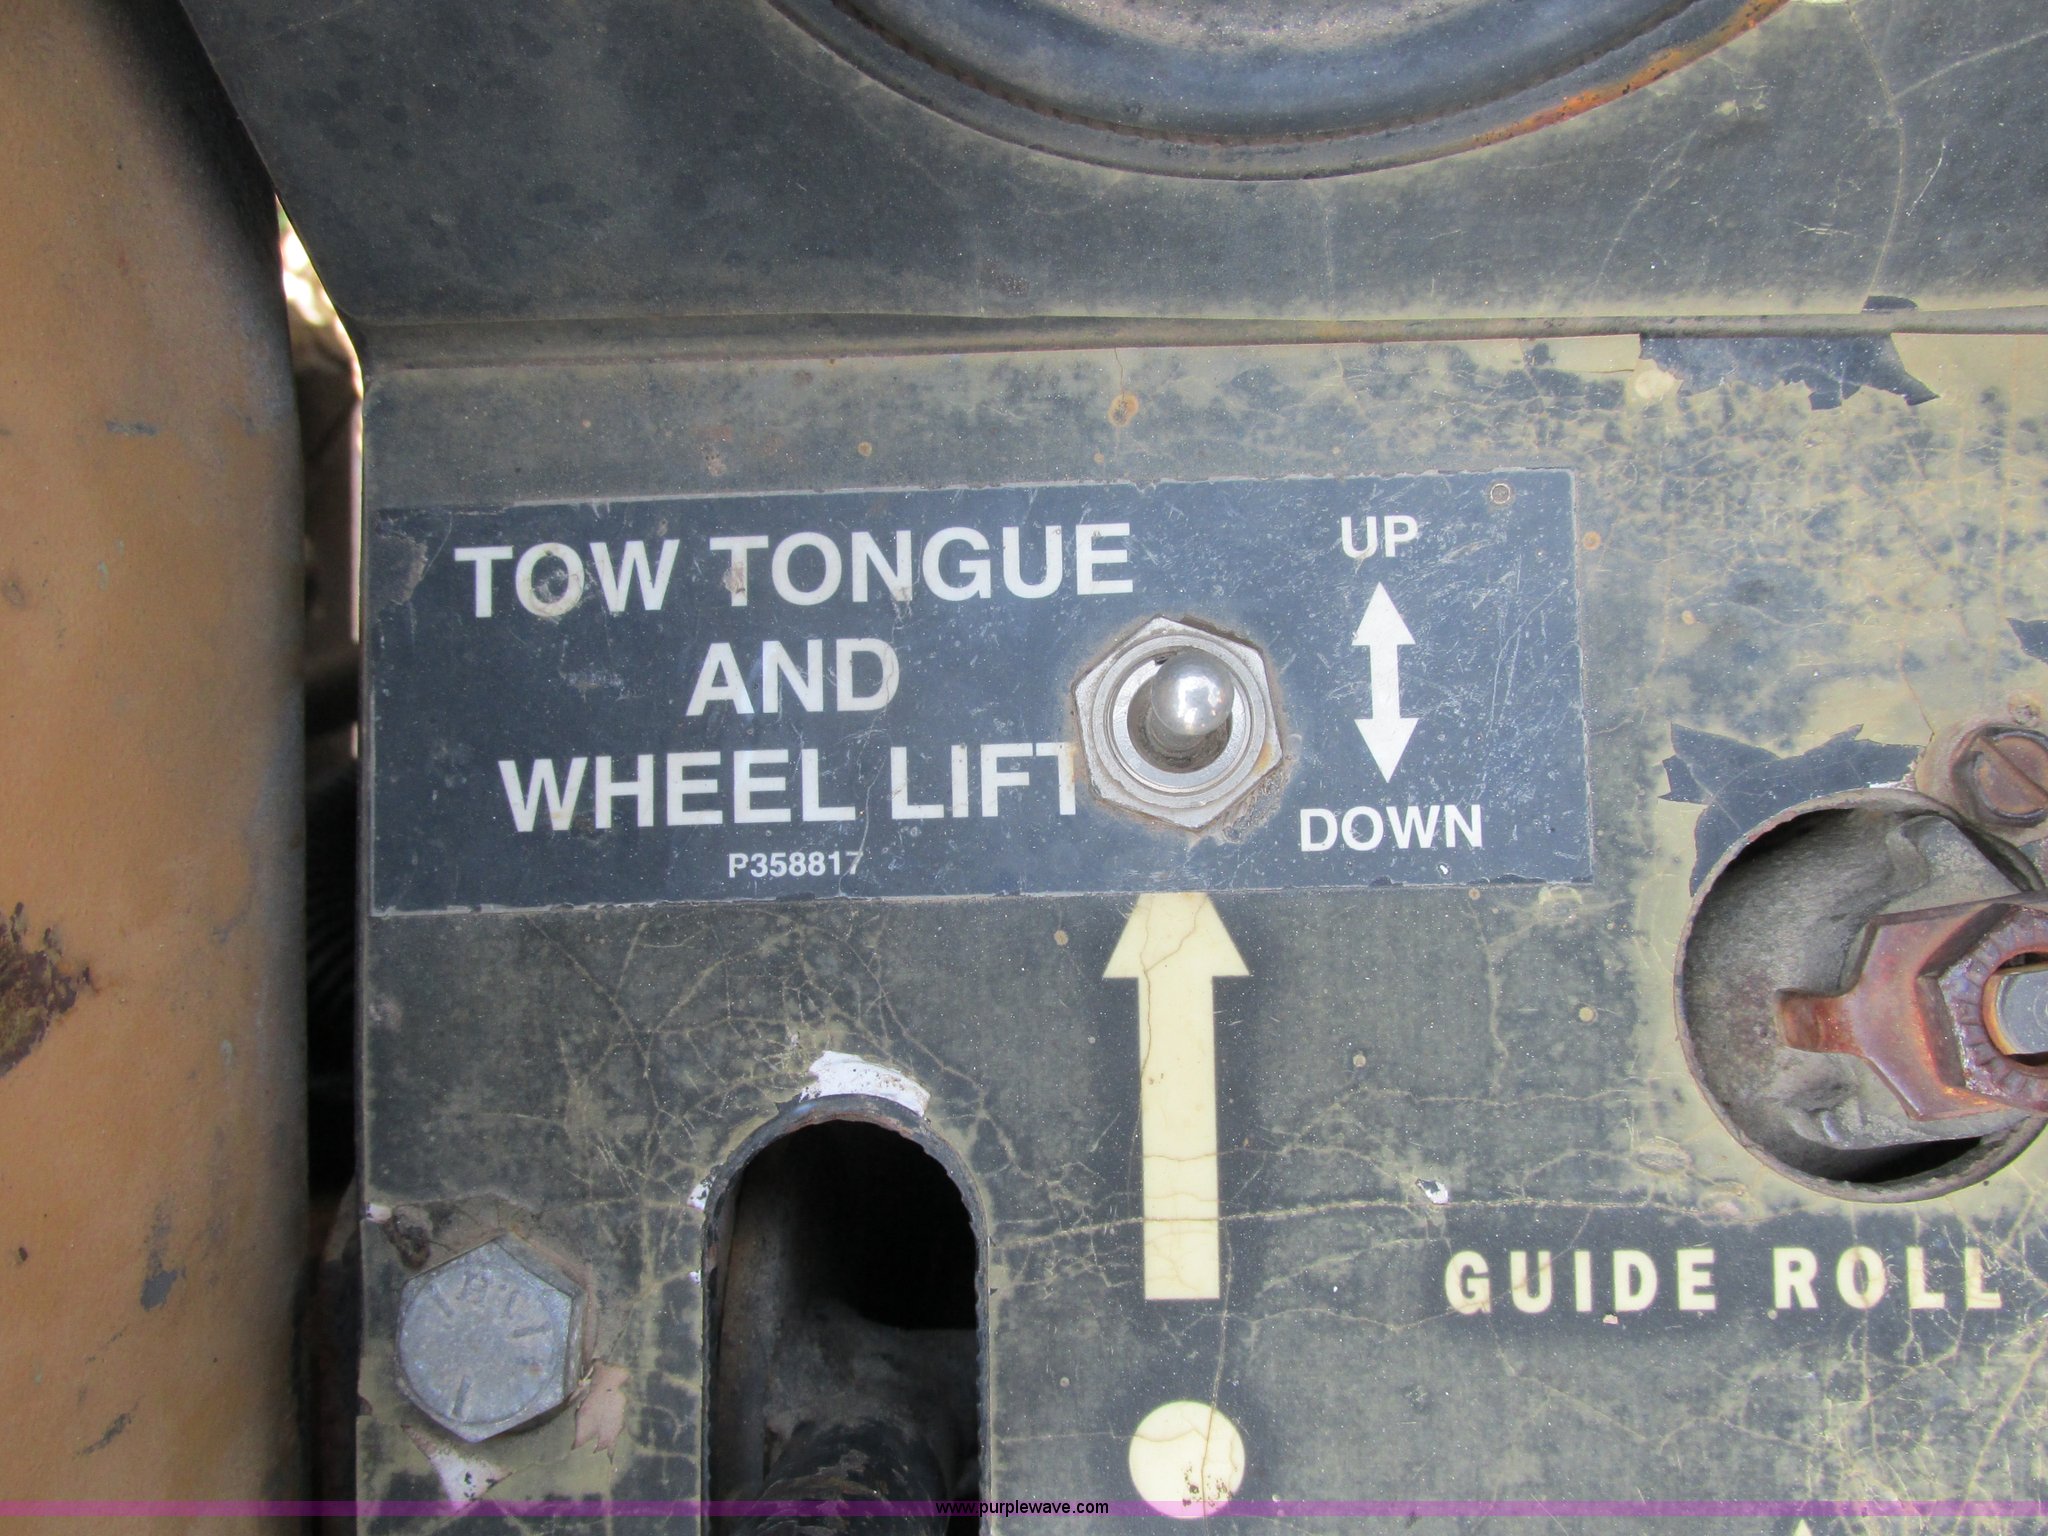 TOW TONGUE
AND
WHEEL LIFT
P358817
UP
DOWN
GUIDE ROLL
www.purplewave.com